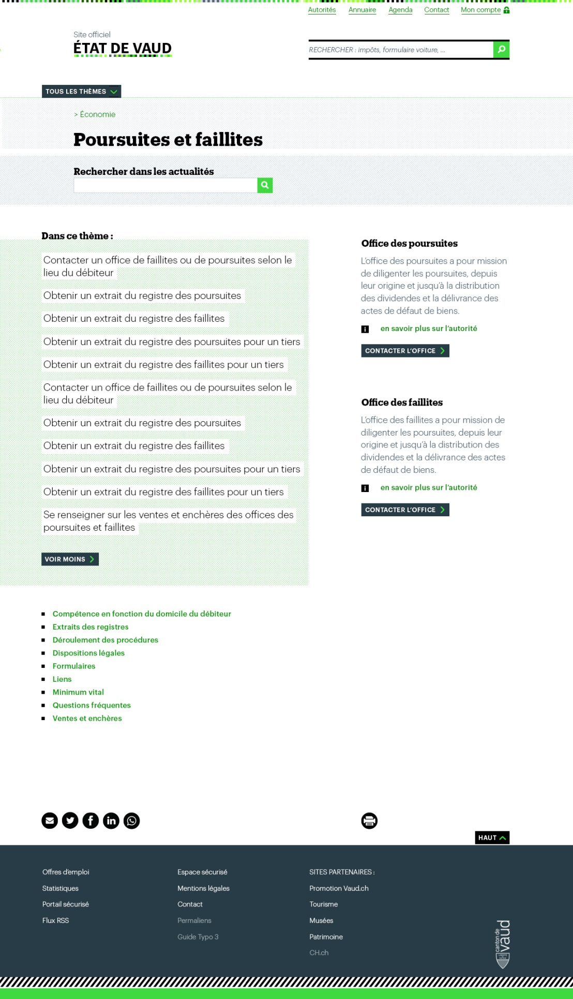 Autorités Annuaire Agenda Contact Mon compte
Site officiel
ÉTAT DE VAUD
RECHERCHER : impôts, formulaire voiture, ...
TOUS LES THÈMES
> Économie
Poursuites et faillites
Rechercher dans les actualités
Dans ce thème :
Contacter un office de faillites ou de poursuites selon le
lieu du débiteur
Obtenir un extrait du registre des poursuites
Obtenir un extrait du registre des faillites
Obtenir un extrait du registre des poursuites pour un tiers
Obtenir un extrait du registre des faillites pour un tiers
Contacter un office de faillites ou de poursuites selon le
lieu du débiteur
Obtenir un extrait du registre des poursuites
Obtenir un extrait du registre des faillites
Obtenir un extrait du registre des poursuites pour un tiers
Obtenir un extrait du registre des faillites pour un tiers
Se renseigner sur les ventes et enchères des offices des
poursuites et faillites
VOIR MOINS
Office des poursuites
L’office des poursuites a pour mission
de diligenter les poursuites, depuis
leur origine et jusqu’à la distribution
des dividendes et la délivrance des
actes de défaut de biens.
en savoir plus sur l’autorité
CONTACTER L’OFFICE
Office des faillites
L’office des faillites a pour mission de
diligenter les poursuites, depuis leur
origine et jusqu’à la distribution des
dividendes et la délivrance des actes
de défaut de biens.
en savoir plus sur l’autorité
CONTACTER L’OFFICE
Compétence en fonction du domicile du débiteur
Extraits des registres
Déroulement des procédures
Dispositions légales
Formulaires
Liens
Minimum vital
Questions fréquentes
Ventes et enchères
HAUT
Offres d’emploi
Statistiques
Portail sécurisé
Flux RSS
Espace sécurisé
Mentions légales
Contact
Permaliens
Guide Typo 3
SITES PARTENAIRES :
Promotion Vaud.ch
Tourisme
Musées
Patrimoine
CH.ch
canton de
vaud